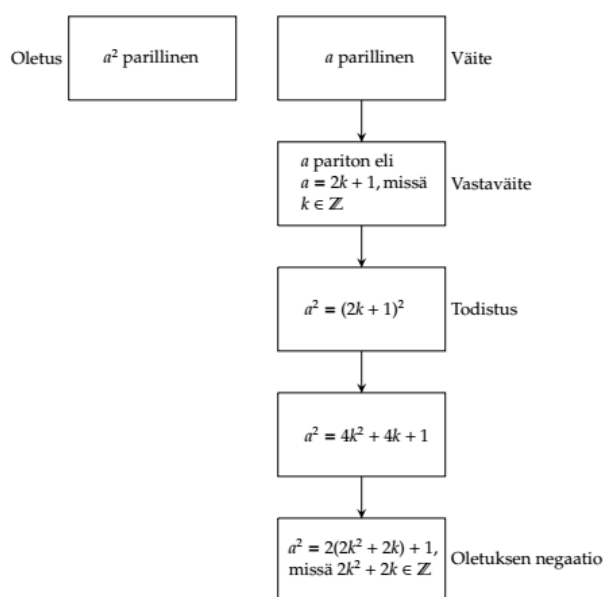 Oletus a² parillinen a parillinen Väite
a pariton eli
a = 2k + 1, missä
k ∈ ℤ
Vastaväite
a² = (2k + 1)² Todistus
a² = 4k² + 4k + 1
a² = 2(2k² + 2k) + 1,
missä 2k² + 2k ∈ ℤ
Oletuksen negaatio